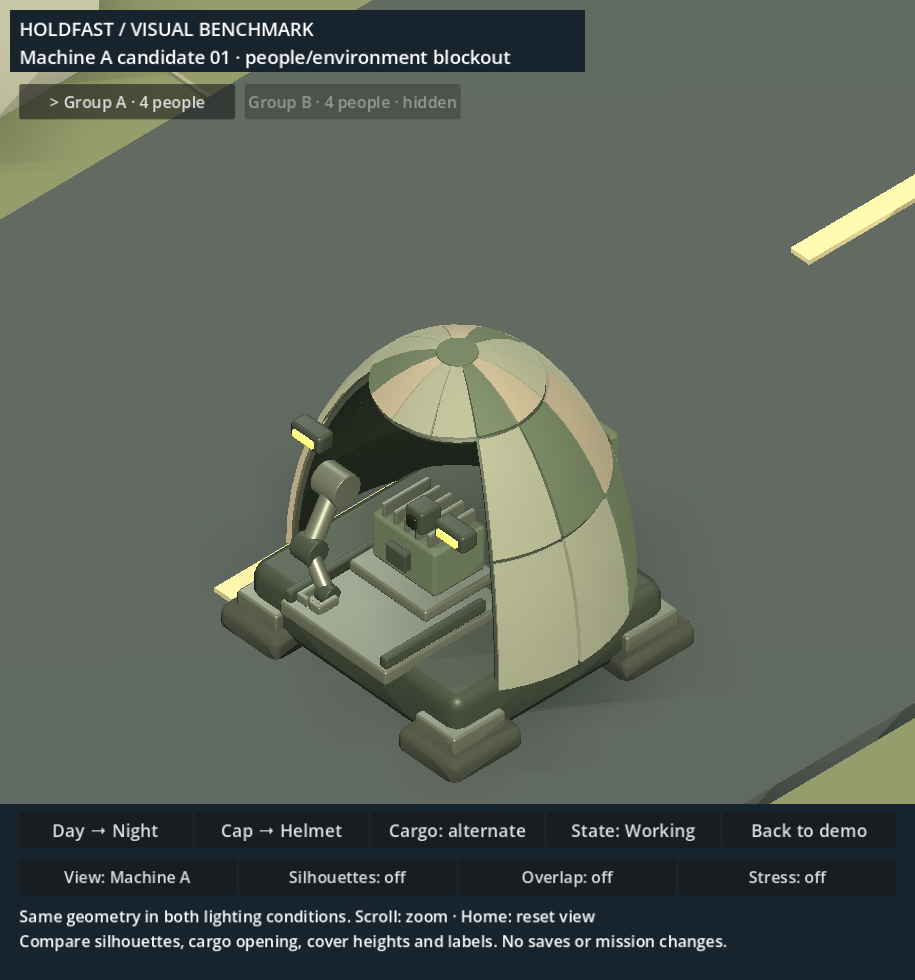 HOLDFAST / VISUAL BENCHMARK
Machine A candidate 01 · people/environment blockout
> Group A · 4 people
Group B · 4 people · hidden
Day → Night
Cap → Helmet
Cargo: alternate
State: Working
Back to demo
View: Machine A
Silhouettes: off
Overlap: off
Stress: off
Same geometry in both lighting conditions. Scroll: zoom · Home: reset view
Compare silhouettes, cargo opening, cover heights and labels. No saves or mission changes.